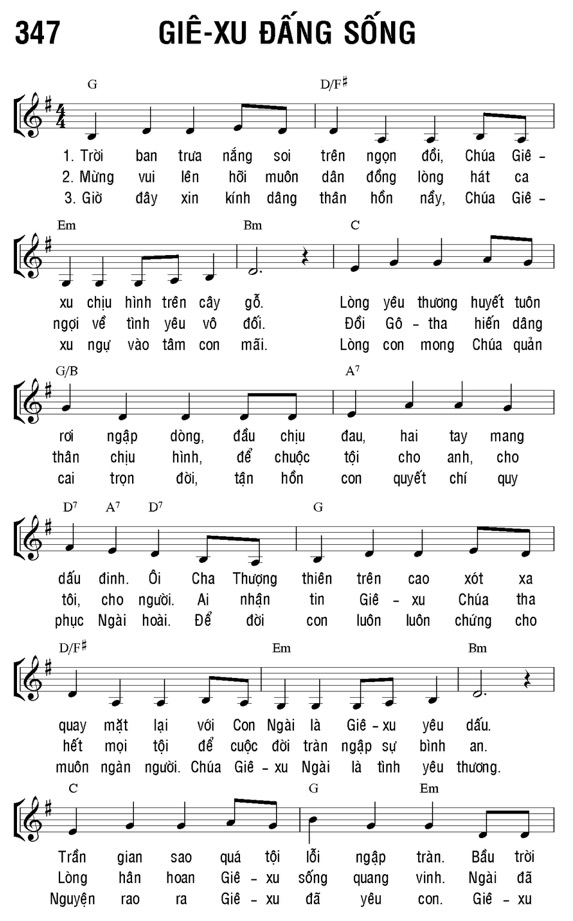 347 GIÊ-XU ĐẤNG SỐNG
G D/F♯
1. Trời ban trưa nắng soi trên ngọn đồi, Chúa Giê -
2. Mừng vui lên hỡi muôn dân đồng lòng hát ca
3. Giờ đây xin kính dâng thân hồn nầy, Chúa Giê -
Em Bm C
xu chịu hình trên cây gỗ. Lòng yêu thương huyết tuôn
ngợi về tình yêu vô đối. Đồi Gô - tha hiến dâng
xu ngự vào tâm con mãi. Lòng con mong Chúa quản
G/B A7
rơi ngập dòng, đầu chịu đau, hai tay mang
thân chịu hình, để chuộc tội cho anh, cho
cai trọn đời, tận hồn con quyết chí quy
D7 A7 D7 G
dấu đinh. Ôi Cha Thượng thiên trên cao xót xa
tôi, cho người. Ai nhận tin Giê - xu Chúa tha
phục Ngài hoài. Để đời con luôn luôn chứng cho
D/F♯ Em Bm
quay mặt lại với Con Ngài là Giê - xu yêu dấu.
hết mọi tội để cuộc đời tràn ngập sự bình an.
muôn ngàn người. Chúa Giê - xu Ngài là tình yêu thương.
C G Em
Trần gian sao quá tội lỗi ngập tràn. Bầu trời
Lòng hân hoan Giê - xu sống quang vinh. Ngài đã
Nguyện rao ra Giê - xu đã yêu con. Giê - xu